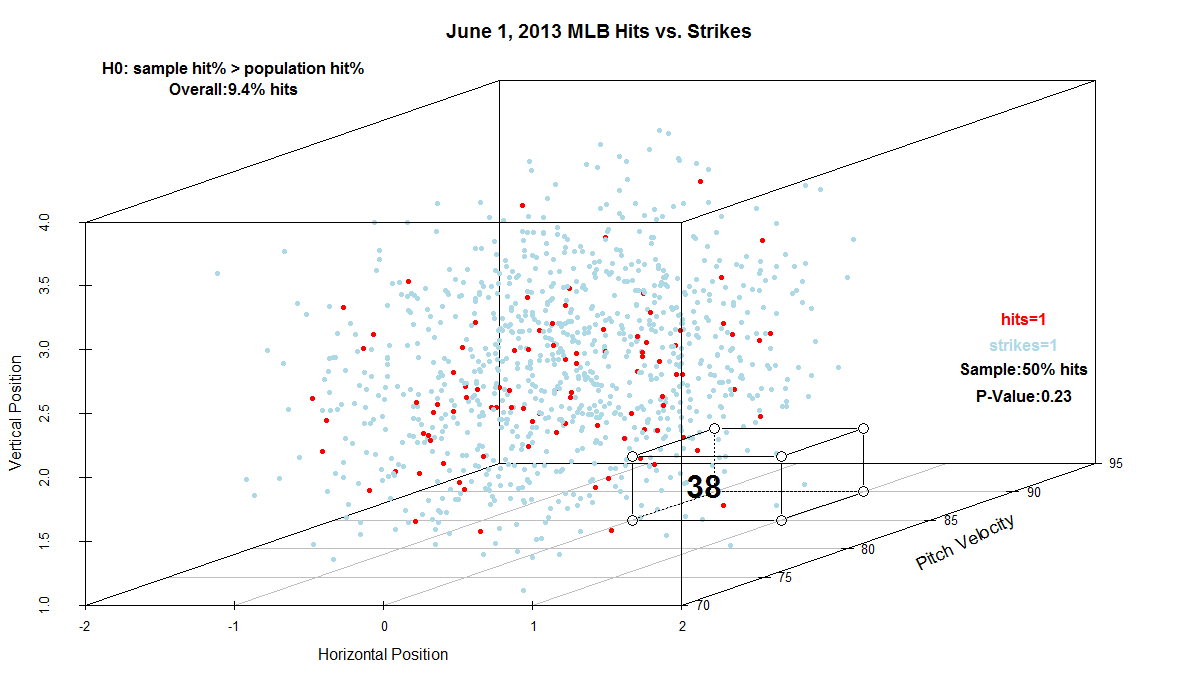 June 1, 2013 MLB Hits vs. Strikes
H0: sample hit% > population hit%
Overall:9.4% hits
hits=1
strikes=1
Sample:50% hits
P-Value:0.23
38
Vertical Position
4.0
3.5
3.0
2.5
2.0
1.5
1.0
-2
-1
0
1
2
Horizontal Position
70
75
80
85
90
95
Pitch Velocity